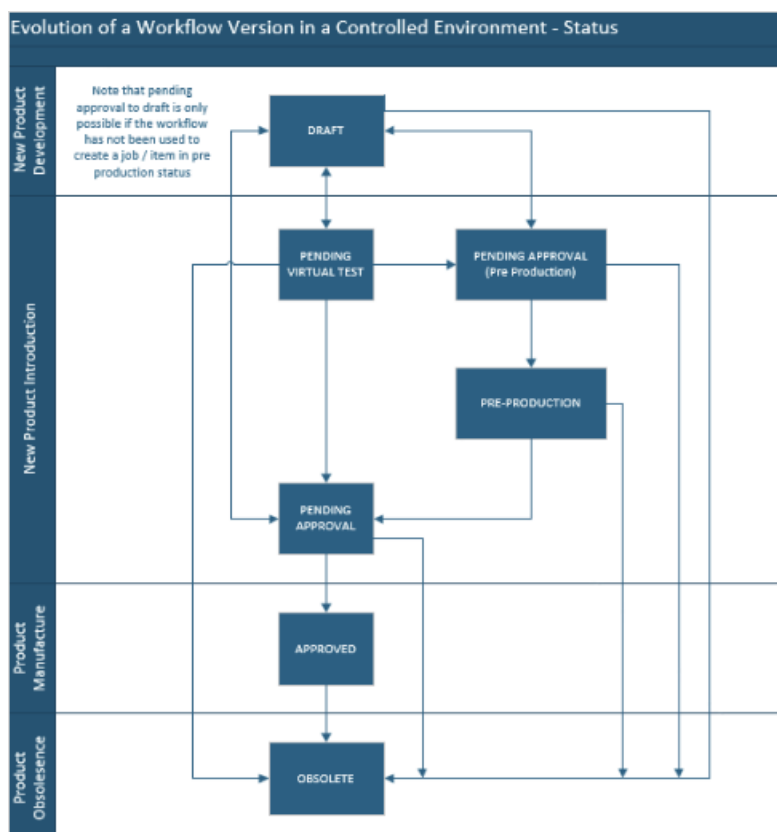 Evolution of a Workflow Version in a Controlled Environment - Status
New Product
Development
Note that pending
approval to draft is only
possible if the workflow
has not been used to
create a job / item in pre
production status
DRAFT
New Product Introduction
PENDING
VIRTUAL TEST
PENDING APPROVAL
(Pre Production)
PRE-PRODUCTION
PENDING
APPROVAL
Product
Manufacture
APPROVED
Product
Obsolesence
OBSOLETE